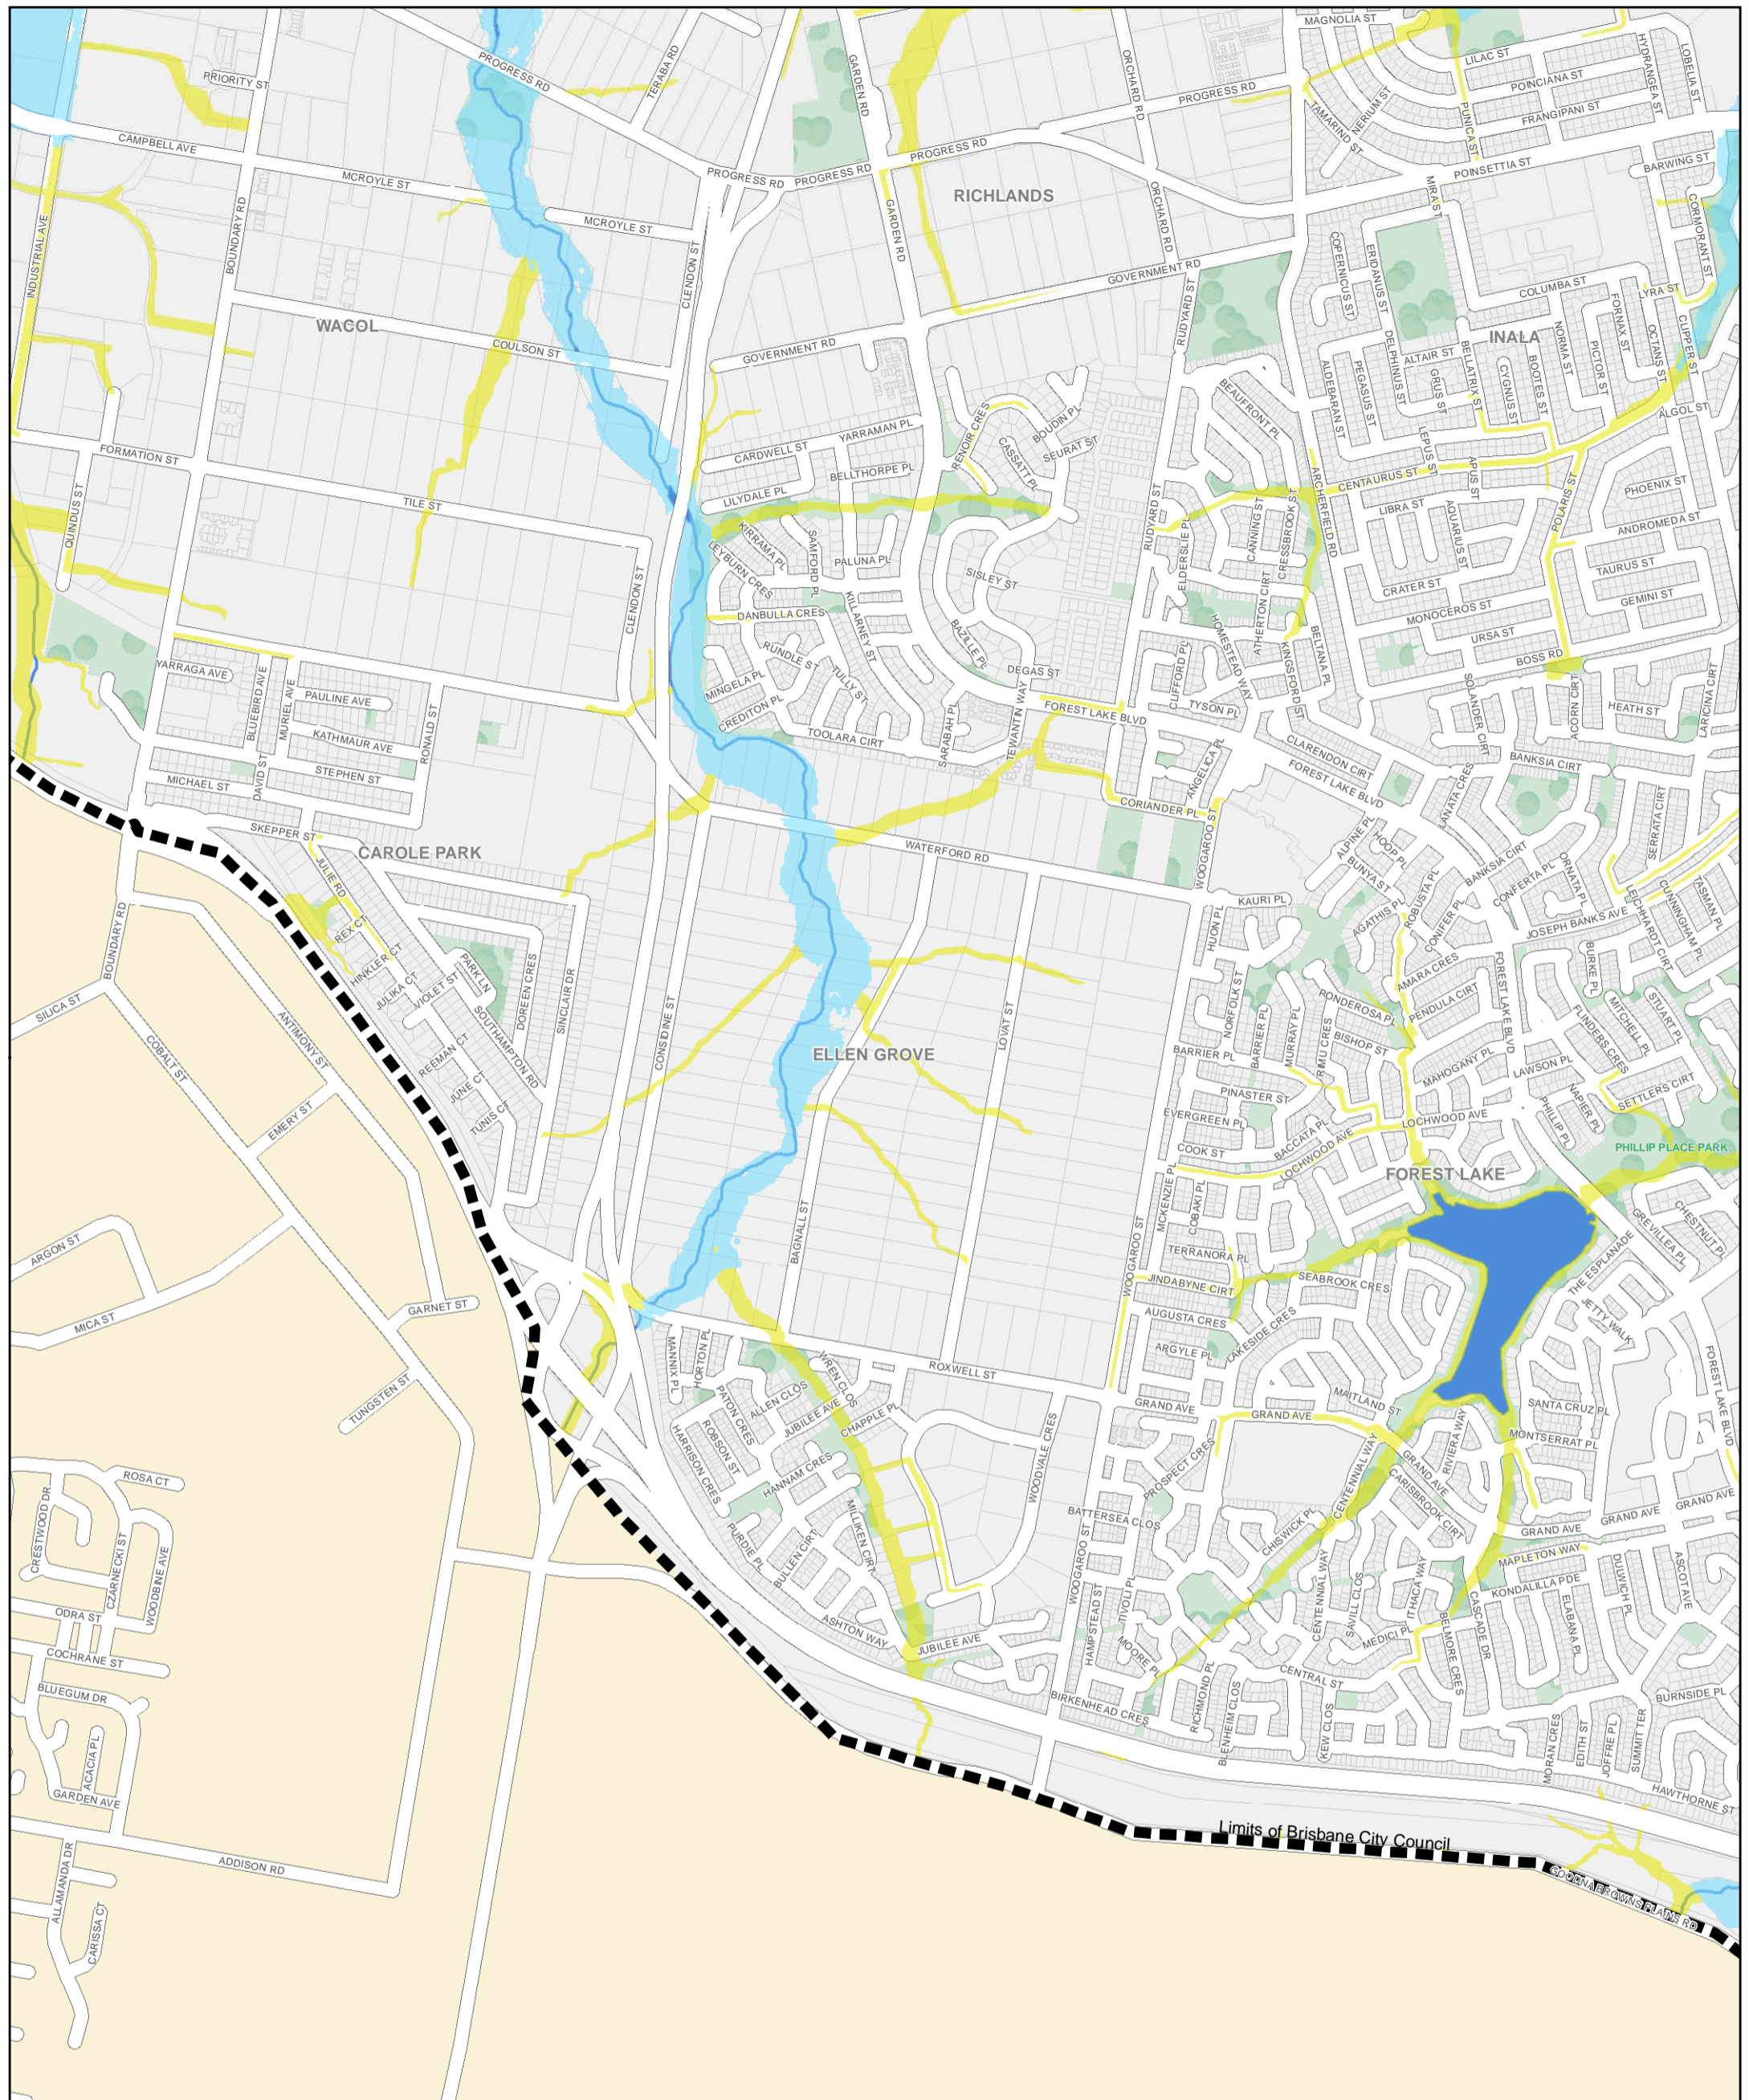 MAGNOLIA ST
LILAC ST
HYDRANGEA ST
LOBELIA ST
PROGRESS RD
TERABA RD
GARDEN RD
ORCHARD RD
PRIORITY ST
POINCIANA ST
PROGRESS RD
TAMARIND ST
NERIUM ST
PUNICA ST
FRANGIPANI ST
CAMPBELL AVE
MCROYLE ST
PROGRESS RD
PROGRESS RD
PROGRESS RD
POINSETTIA ST
BARWING ST
RICHLANDS
MIRA ST
CORMORANT ST
INDUSTRIAL AVE
BOUNDARY RD
MCROYLE ST
GARDEN RD
ORCHARD RD
CLENDON ST
GOVERNMENT RD
COPERNICUS ST
ERIDANUS ST
COLUMBA ST
LYRA ST
WACOL
COULSON ST
GOVERNMENT RD
RUDYARD ST
INALA
DELPHINUS ST
ALTAIR ST
BELLATRIX ST
NORMA ST
FORNAX ST
OCTANS ST
CLIPPER ST
ALDEBARAN ST
PEGASUS ST
GRUS ST
CYGNUS ST
BOOTES ST
PICTOR ST
BEAUFRONT PL
ALGOL ST
RENOIR CRES
BOUDIN PL
CASSATT PL
SEURAT ST
YARRAMAN PL
CARDWELL ST
BELLTHORPE PL
LILYDALE PL
FORMATION ST
TILE ST
QUINDUS ST
LEPUS ST
APUS ST
CENTAURUS ST
ARCHERFIELD RD
LIBRA ST
AQUARIUS ST
POLARIS ST
PHOENIX ST
ANDROMEDA ST
TAURUS ST
GEMINI ST
RUDYARD ST
ELDERSLIE PL
CANNING ST
CRESSBROOK ST
KIRRAMA PL
SAMFORD PL
LEYBURN CRES
PALUNA PL
SISLEY ST
CRATER ST
MONOCEROS ST
URSA ST
BOSS RD
CLENDON ST
DANBULLA CRES
KILLARNEY ST
BAZILLE PL
ATHERTON CIRT
HOMESTEAD WAY
KINGSFORD ST
BELTANA PL
RUNDLE ST
TULLY ST
MINGELA PL
CREDITON PL
DEGAS ST
CLIFFORD PL
TYSON PL
FOREST LAKE BLVD
YARRAGA AVE
BLUEBIRD AVE
MURIEL AVE
PAULINE AVE
KATHMAUR AVE
RONALD ST
STEPHEN ST
MICHAEL ST
DAVID ST
SKEPPER ST
TOOLARA CIRT
SARABAH PL
TEWANTIN WAY
ANGELICA PL
CLARENDON CIRT
FOREST LAKE BLVD
SOLANDER CIRT
ACORN CIRT
HEATH ST
LARICINA CIRT
BANKSIA CIRT
LANATA CRES
SERRATA CIRT
CORIANDER PL
WOOGAROO ST
ALPINE PL
HOOP PL
BUNYA ST
BANKSIA CIRT
ORNATA PL
CONFERTA PL
ROBUSTA PL
CAROLE PARK
JULIE RD
WATERFORD RD
KAURI PL
HUON PL
AGATHIS PL
CONIFER PL
JOSEPH BANKS AVE
LEICHHARDT CIRT
CUNNINGHAM PL
TASMAN PL
BOUNDARY RD
REX CT
HINKLER CT
JULIKA CT
VIOLET ST
PARK LN
DOREEN CRES
SINCLAIR DR
SOUTHAMPTON RD
AMARA CRES
PENDULA CIRT
PONDEROSA PL
FOREST LAKE BLVD
BURKE PL
MITCHELL PL
STUART PL
FLINDERS CRES
SILICA ST
COBALT ST
ANTIMONY ST
EMERY ST
REEMAN CT
JUNE CT
TUNIS CT
CONSIDINE ST
ELLEN GROVE
LOVAT ST
NORFOLK ST
BARRIER PL
MURRAY PL
RIMU CRES
BISHOP ST
BARRIER PL
MAHOGANY PL
LAWSON PL
NAPIER PL
PHILLIP PL
SETTLERS CIRT
PINASTER ST
EVERGREEN PL
COOK ST
BACCATA PL
LOCHWOOD AVE
LOCHWOOD AVE
PHILLIP PLACE PARK
FOREST LAKE
MCKENZIE PL
COBAKI PL
TERRANORA PL
JINDABYNE CIRT
SEABROOK CRES
AUGUSTA CRES
LAKESIDE CRES
ARGYLE PL
WOOGAROO ST
BAGNALL ST
CHESTNUT PL
GREVILLEA PL
THE ESPLANADE
JETTY WALK
FOREST LAKE BLVD
ARGON ST
MICA ST
GARNET ST
TUNGSTEN ST
MANNIX PL
HORTON PL
WREN CLOS
ALLEN CLOS
PATON CRES
JUBILEE AVE
CHAPPLE PL
ROBSON ST
HARRISON CRES
HANNAM CRES
ROXWELL ST
WOODVALE CRES
GRAND AVE
GRAND AVE
MAITLAND ST
SANTA CRUZ PL
MONTSERRAT PL
RIVIERA WAY
GRAND AVE
CARISBROOK CIRT
CENTENNIAL WAY
PROSPECT CRES
BATTERSEA CLOS
CHISWICK PL
GRAND AVE
GRAND AVE
GRAND AVE
MAPLETON WAY
KONDALILLA PDE
ROSA CT
CRESTWOOD DR
CZARNECKI ST
WOODBINE AVE
ODRA ST
COCHRANE ST
BLUEGUM DR
ACACIA PL
GARDEN AVE
ADDISON RD
ALLAMANDA DR
CARISSA CT
PURDIE PL
BULLEN CIRT
MILLIKEN CIRT
ASHTON WAY
JUBILEE AVE
WOOGAROO ST
HAMPSTEAD ST
TIVOLI PL
MOORE PL
BIRKENHEAD CRES
RICHMOND PL
BLENHEIM CLOS
CENTRAL ST
KEW CLOS
CENTENNIAL WAY
SAVILL CLOS
MEDICI PL
ITHACA WAY
BELMORE CRES
CASCADE DR
ELABANA PL
DULWICH PL
ASCOT AVE
BURNSIDE PL
MORAN CRES
EDITH ST
JOFFRE PL
SUMMIT TER
HAWTHORNE ST
Limits of Brisbane City Council
GOODNA BROWNS PLAINS RD